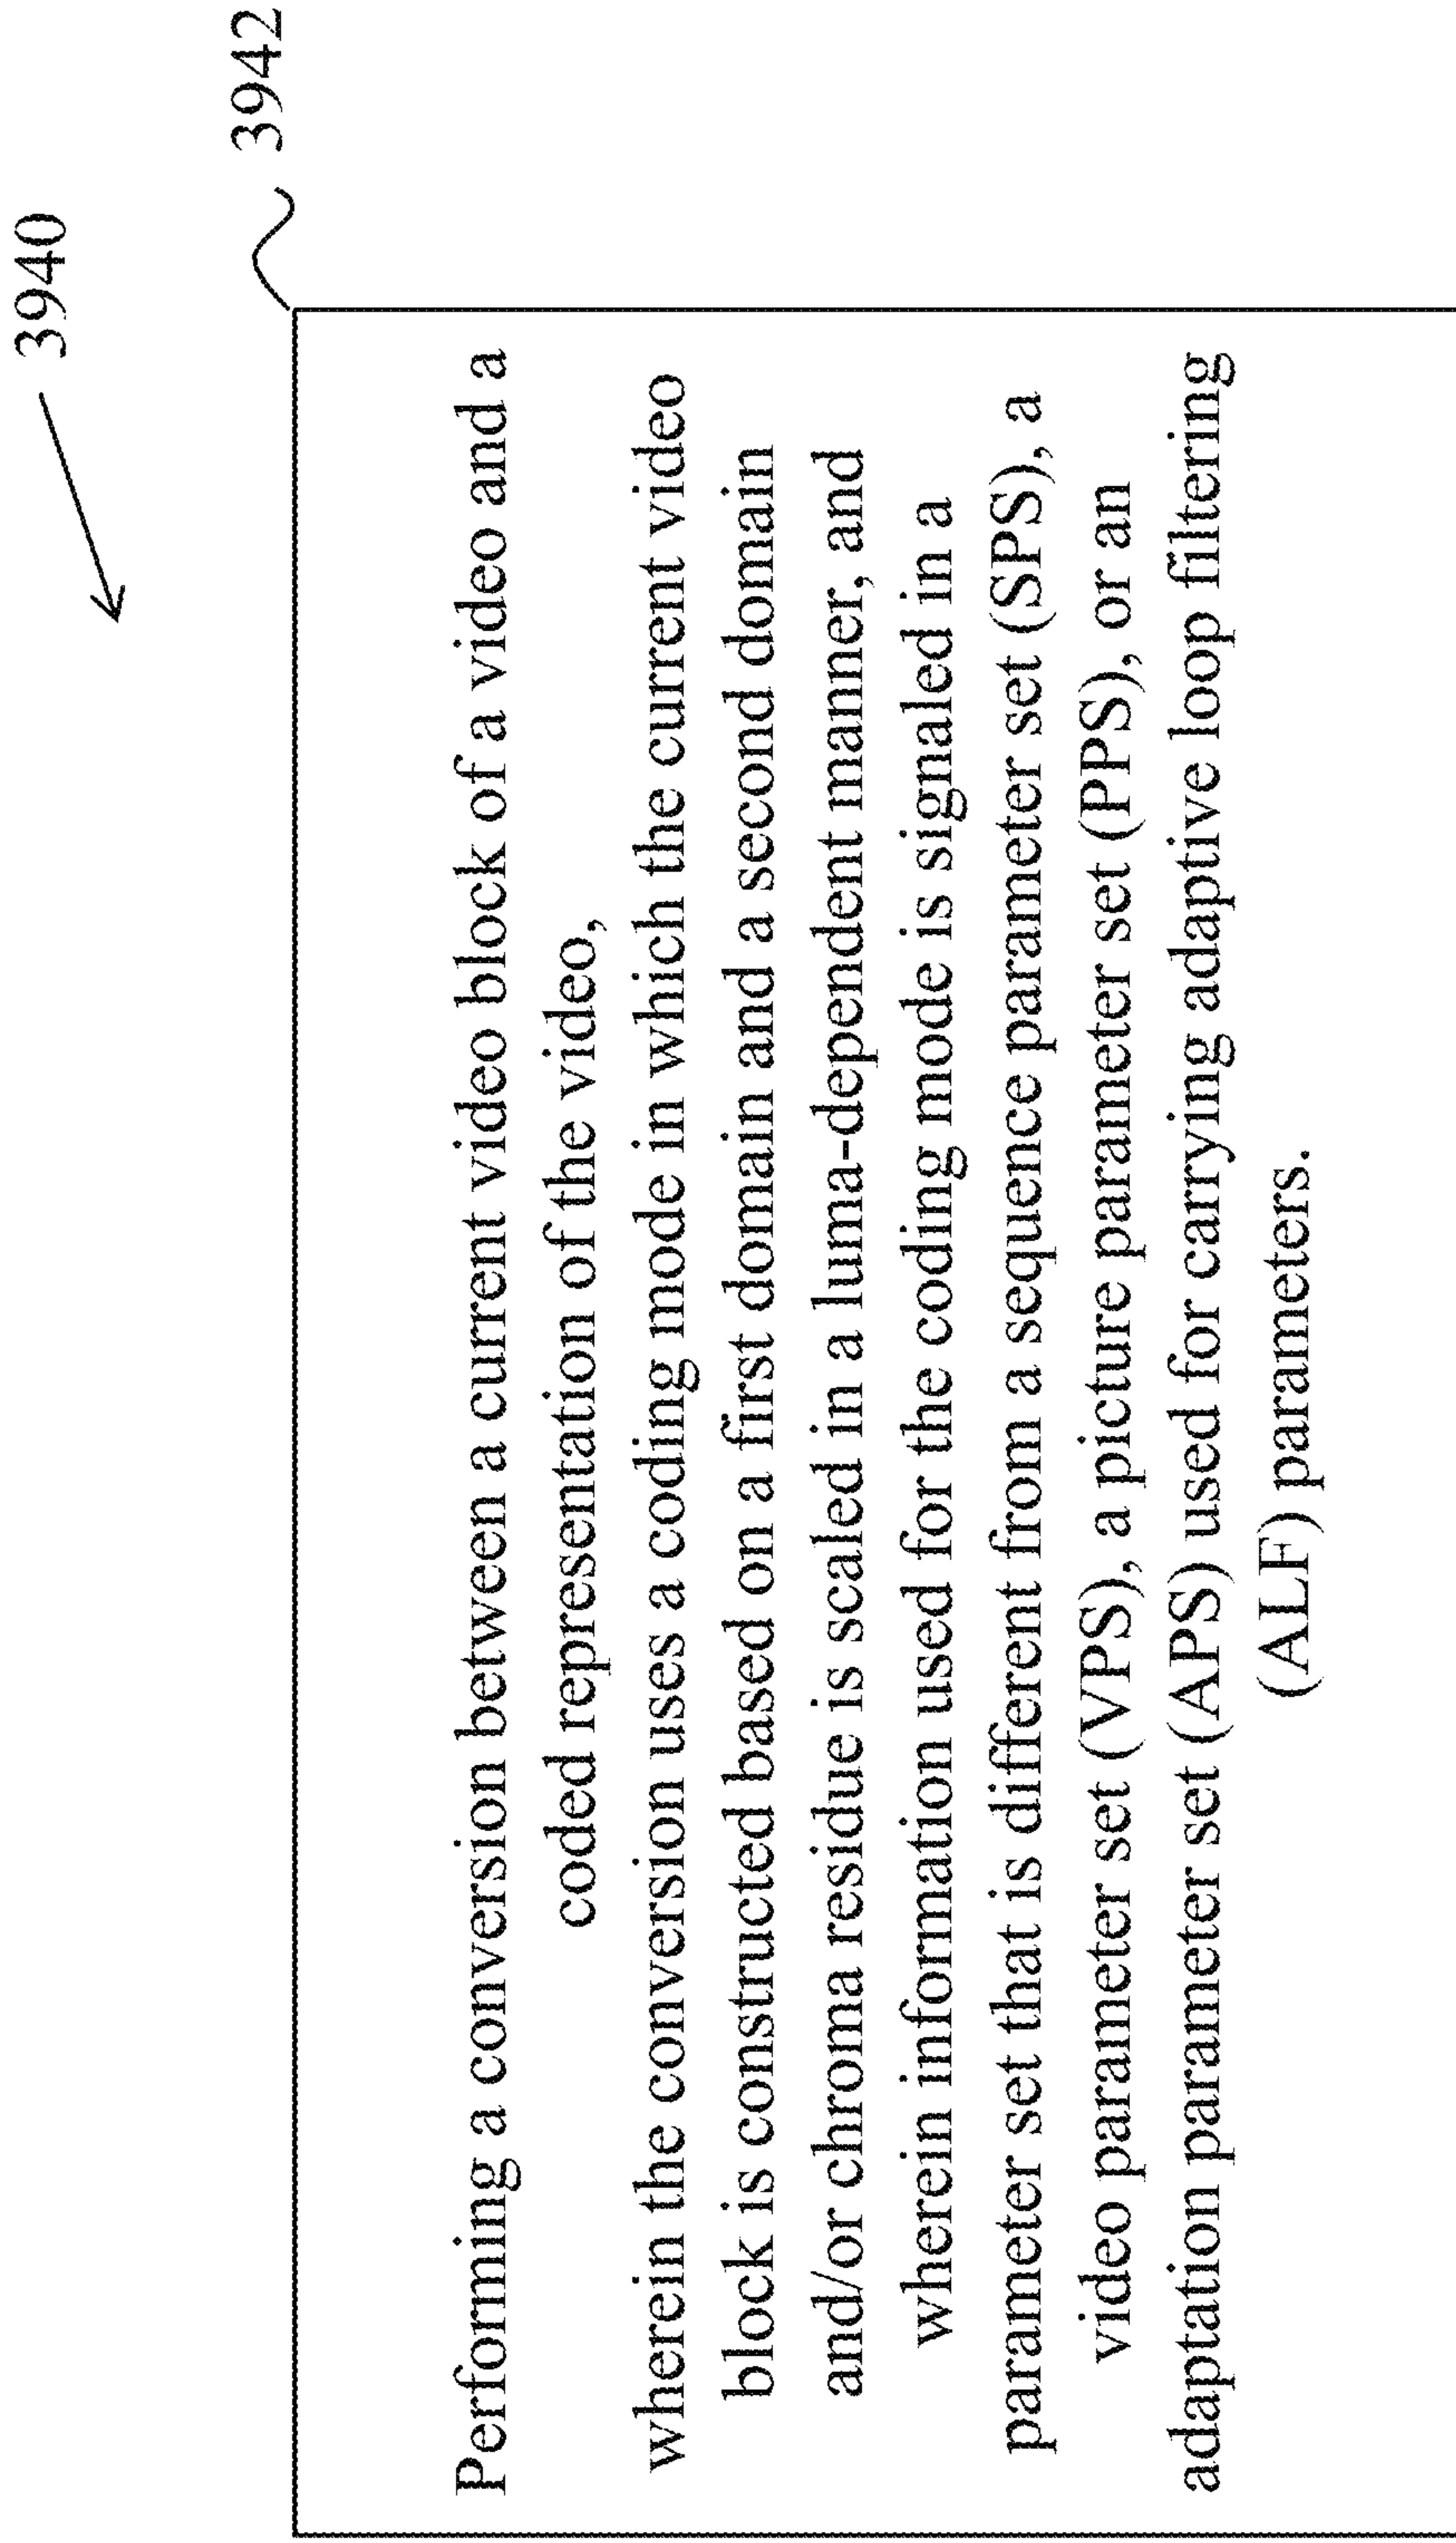 3940
3942
Performing a conversion between a current video block of a video and a
coded representation of the video,
wherein the conversion uses a coding mode in which the current video
block is constructed based on a first domain and a second domain
and/or chroma residue is scaled in a luma-dependent manner, and
wherein information used for the coding mode is signaled in a
parameter set that is different from a sequence parameter set (SPS), a
video parameter set (VPS), a picture parameter set (PPS), or an
adaptation parameter set (APS) used for carrying adaptive loop filtering
(ALF) parameters.